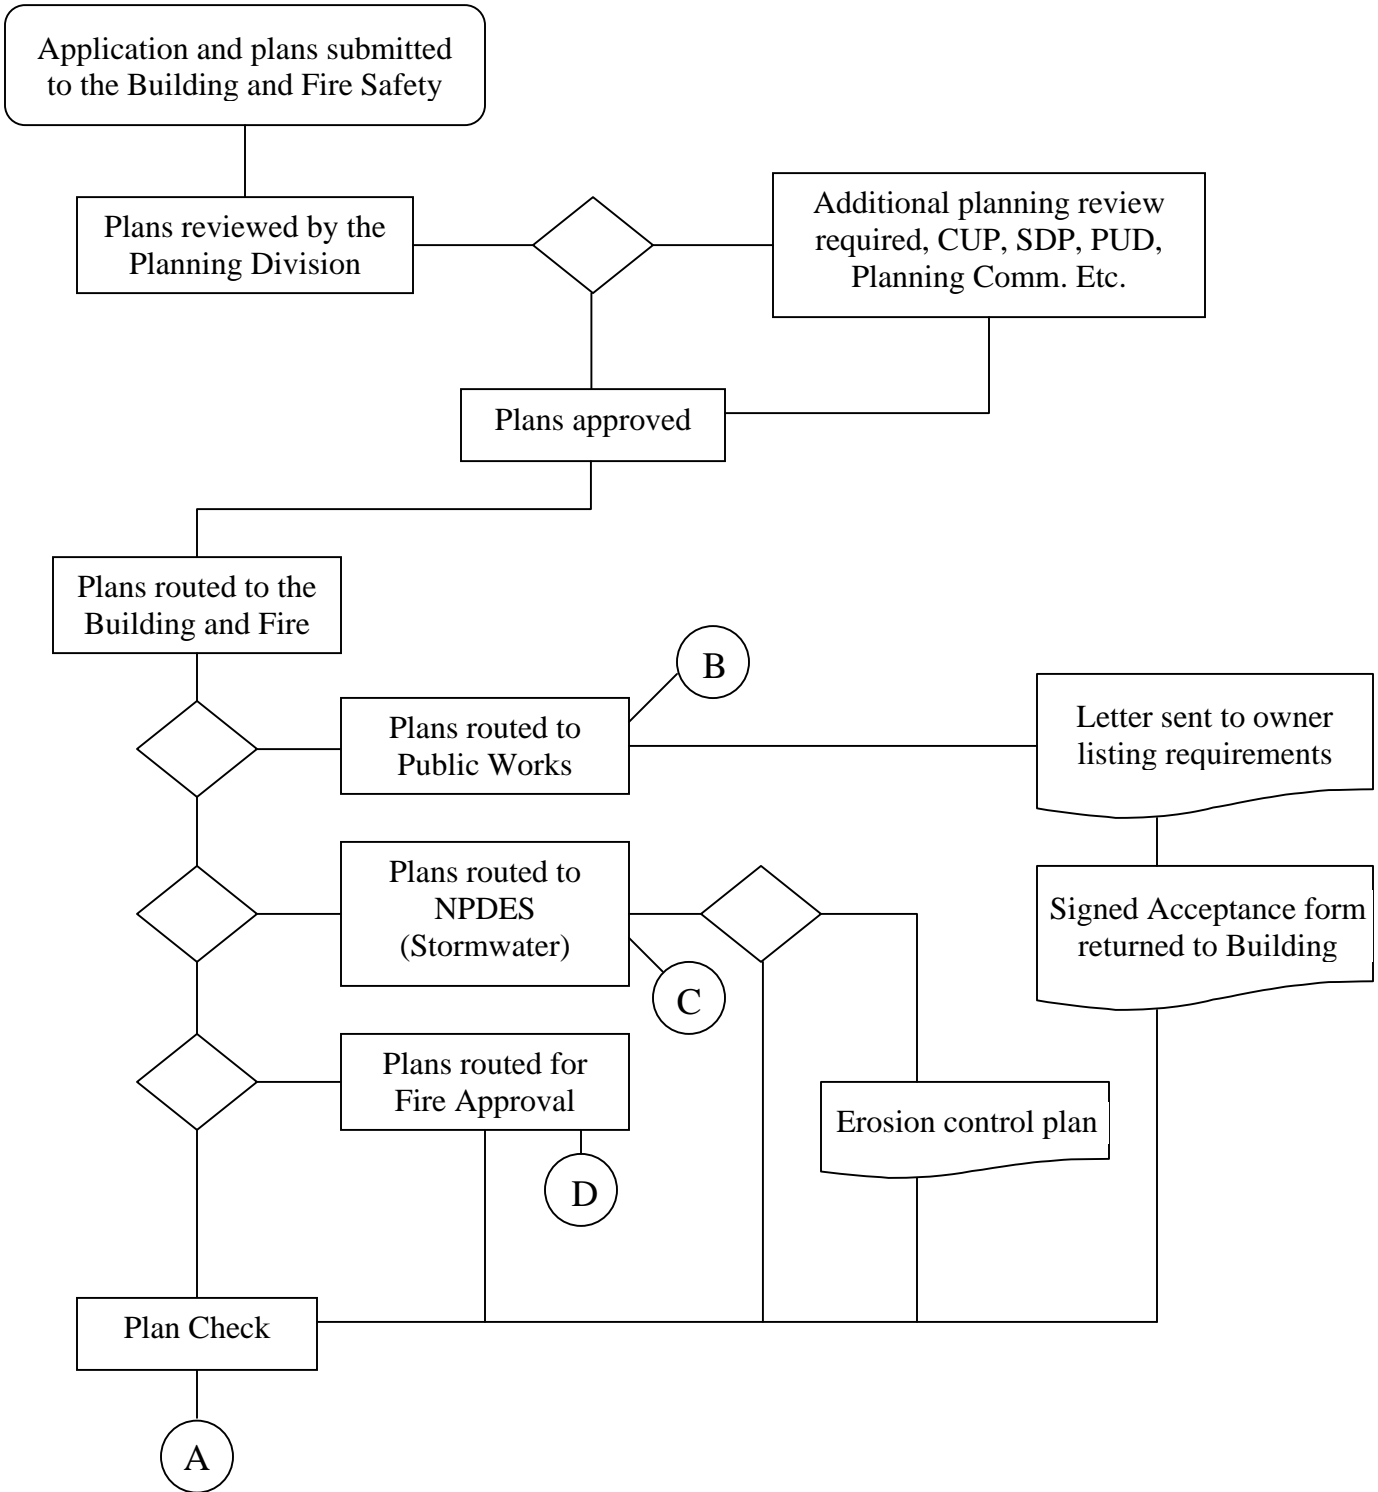 Application and plans submitted
to the Building and Fire Safety
Plans reviewed by the
Planning Division
Additional planning review
required, CUP, SDP, PUD,
Planning Comm. Etc.
Plans approved
Plans routed to the
Building and Fire
B
Plans routed to
Public Works
Letter sent to owner
listing requirements
Plans routed to
NPDES
(Stormwater)
Signed Acceptance form
returned to Building
C
Plans routed for
Fire Approval
Erosion control plan
D
Plan Check
A